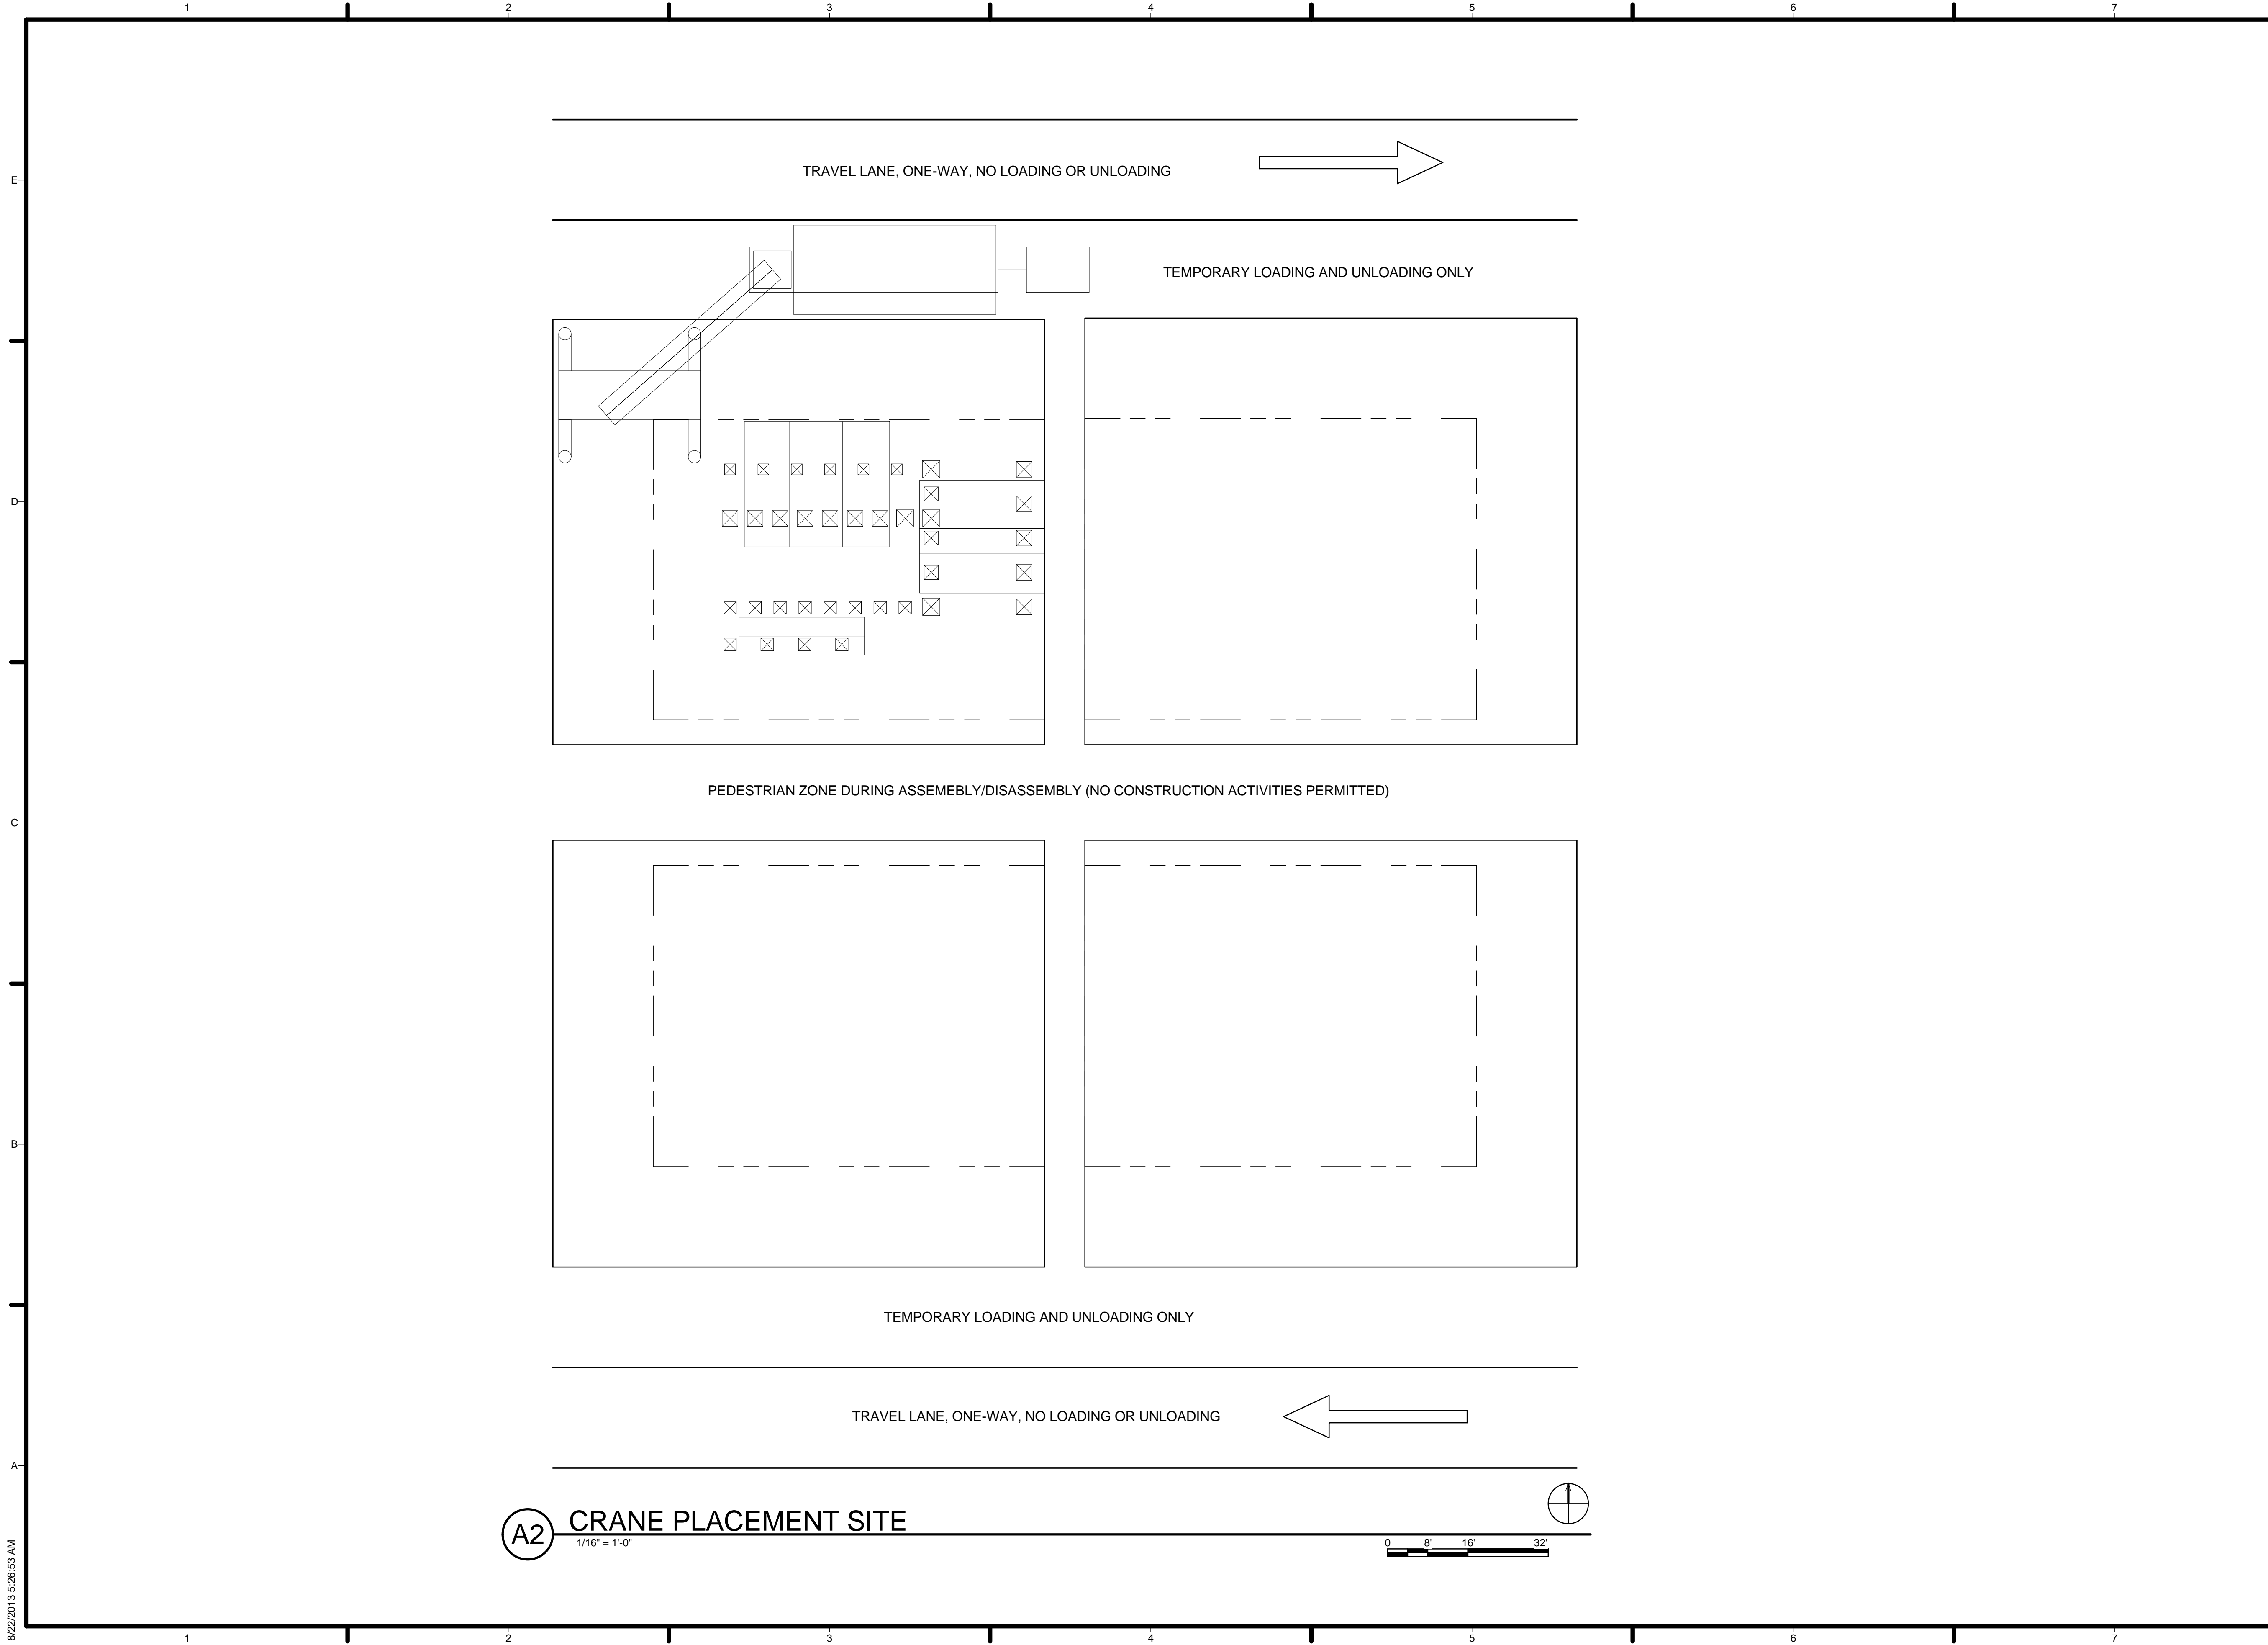 1 2 3 4 5 6 7
E
TRAVEL LANE, ONE-WAY, NO LOADING OR UNLOADING
TEMPORARY LOADING AND UNLOADING ONLY
D
PEDESTRIAN ZONE DURING ASSEMEBLY/DISASSEMBLY (NO CONSTRUCTION ACTIVITIES PERMITTED)
C
B
TEMPORARY LOADING AND UNLOADING ONLY
TRAVEL LANE, ONE-WAY, NO LOADING OR UNLOADING
A
A2 CRANE PLACEMENT SITE
1/16" = 1'-0"
0 8' 16' 32'
8/22/2013 5:26:53 AM
1 2 3 4 5 6 7